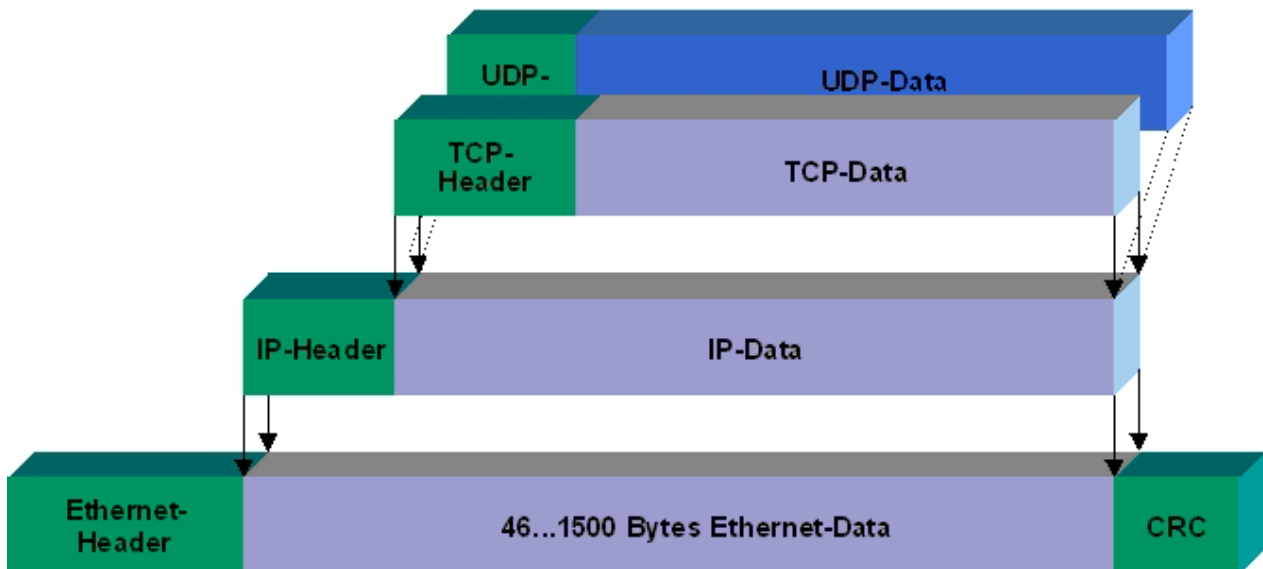 UDP-
UDP-Data
TCP-
Header
TCP-Data
IP-Header
IP-Data
Ethernet-
Header
46...1500 Bytes Ethernet-Data
CRC